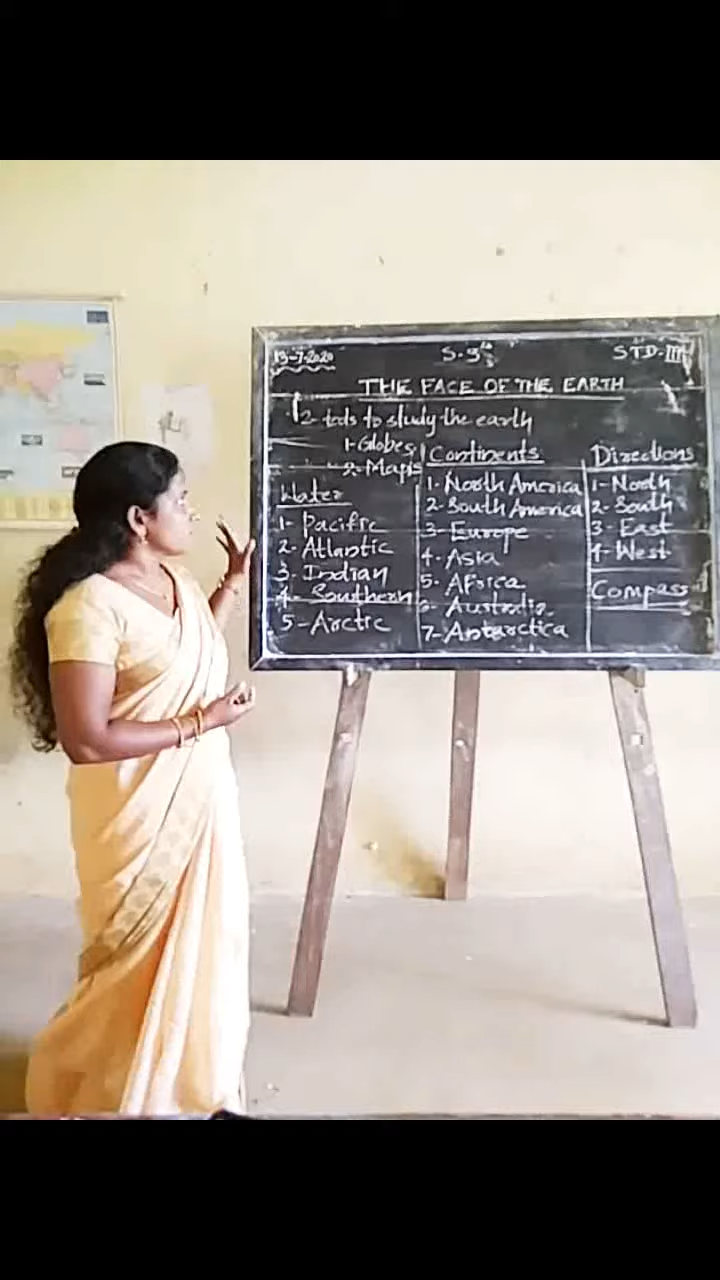 13-7-2020 S.S STD-III
THE FACE OF THE EARTH
2-tools to study the earth
1-Globes
2-Maps
Water
1- Pacific
2- Atlantic
3- Indian
4- Southern
5- Arctic
Continents
1- North America
2- South America
3- Europe
4- Asia
5- Africa
6- Australia
7- Antarctica
Directions
1- North
2- South
3- East
4- West
Compass